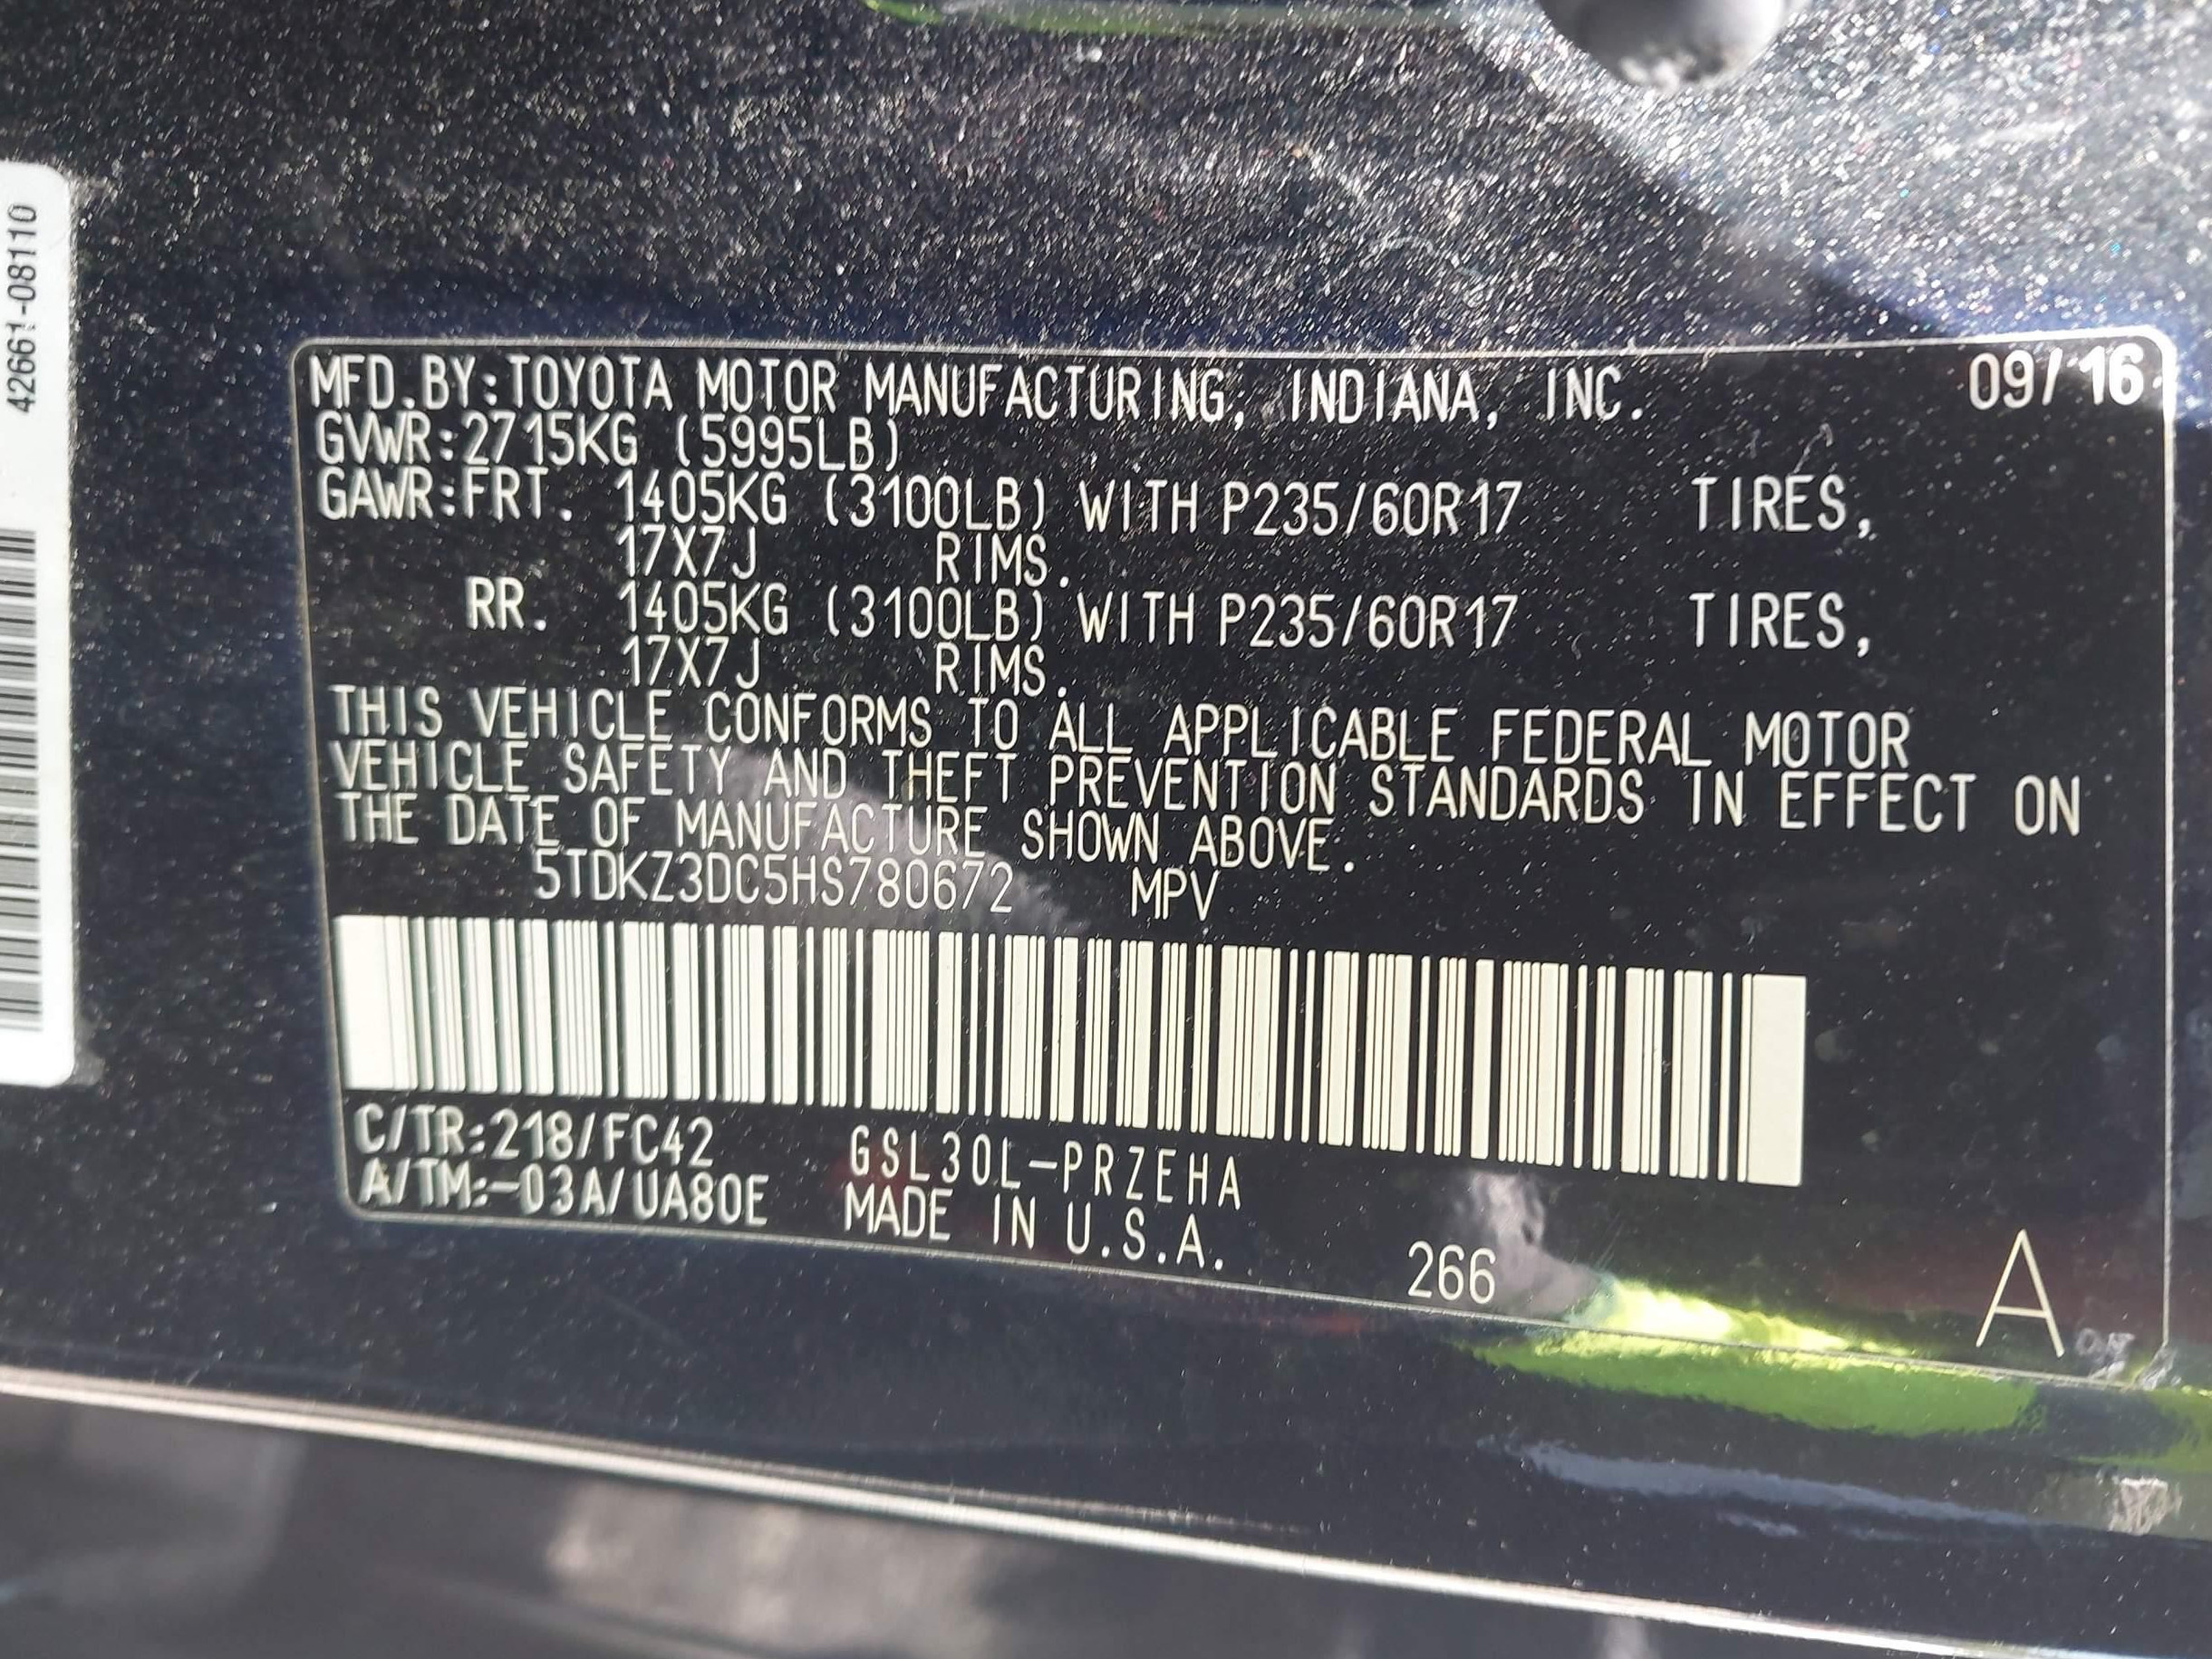 42661-08110
MFD.BY:TOYOTA MOTOR MANUFACTURING, INDIANA, INC. 09/16
GVWR:2715KG (5995LB)
GAWR:FRT. 1405KG (3100LB) WITH P235/60R17 TIRES,
17X7J RIMS.
RR. 1405KG (3100LB) WITH P235/60R17 TIRES,
17X7J RIMS.
THIS VEHICLE CONFORMS TO ALL APPLICABLE FEDERAL MOTOR
VEHICLE SAFETY AND THEFT PREVENTION STANDARDS IN EFFECT ON
THE DATE OF MANUFACTURE SHOWN ABOVE.
5TDKZ3DC5HS780672 MPV
C/TR:218/FC42 GSL30L-PRZEHA
A/TM:-03A/UA80E MADE IN U.S.A.
266
A